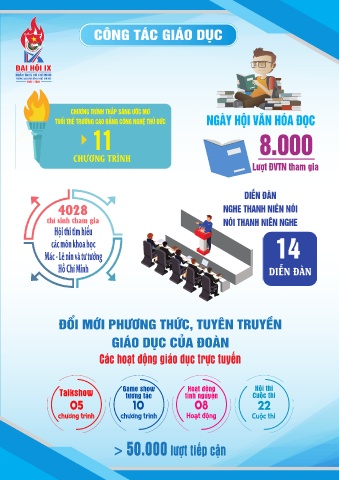 CÔNG TÁC GIÁO DỤC
ĐẠI HỘI IX
CHƯƠNG TRÌNH THẮP SÁNG ƯỚC MƠ
TUỔI TRẺ TRƯỜNG CAO ĐẲNG CÔNG NGHỆ THỦ ĐỨC
11
CHƯƠNG TRÌNH
NGÀY HỘI VĂN HÓA ĐỌC
8.000
Lượt ĐVTN tham gia
4028
thí sinh tham gia
Hội thi tìm hiểu
các môn khoa học
Mác - Lê nin và tư tưởng
Hồ Chí Minh
DIỄN ĐÀN
NGHE THANH NIÊN NÓI
NÓI THANH NIÊN NGHE
14
DIỄN ĐÀN
ĐỔI MỚI PHƯƠNG THỨC, TUYÊN TRUYỀN
GIÁO DỤC CỦA ĐOÀN
Các hoạt động giáo dục trực tuyến
Talkshow
05
chương trình
Game show
tương tác
10
chương trình
Hoạt động
tình nguyện
08
Hoạt động
Hội thi
Cuộc thi
22
Cuộc thi
> 50.000 lượt tiếp cận